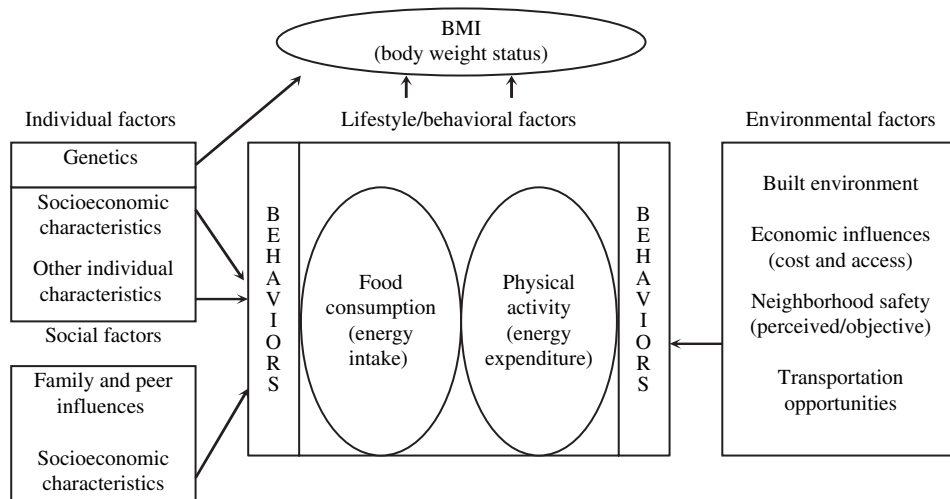 BMI
(body weight status)
Individual factors
Lifestyle/behavioral factors
Environmental factors
Genetics
Socioeconomic
characteristics
Other individual
characteristics
Social factors
Family and peer
influences
Socioeconomic
characteristics
B
E
H
A
V
I
O
R
S
Food
consumption
(energy
intake)
Physical
activity
(energy
expenditure)
B
E
H
A
V
I
O
R
S
Built environment
Economic influences
(cost and access)
Neighborhood safety
(perceived/objective)
Transportation
opportunities